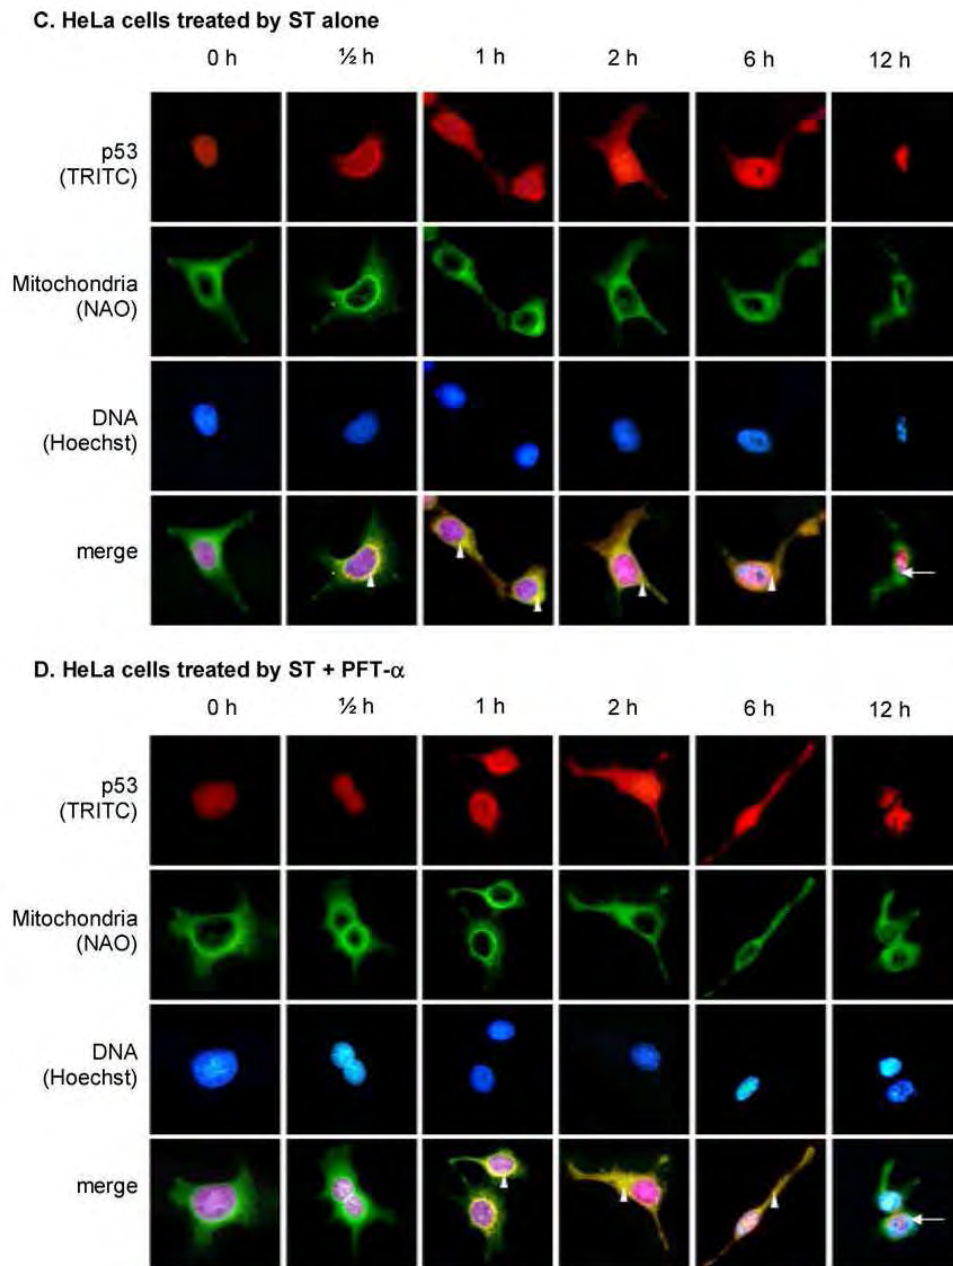 C. HeLa cells treated by ST alone
0 h ½ h 1 h 2 h 6 h 12 h
p53
(TRITC)
Mitochondria
(NAO)
DNA
(Hoechst)
merge
D. HeLa cells treated by ST + PFT-α
0 h ½ h 1 h 2 h 6 h 12 h
p53
(TRITC)
Mitochondria
(NAO)
DNA
(Hoechst)
merge